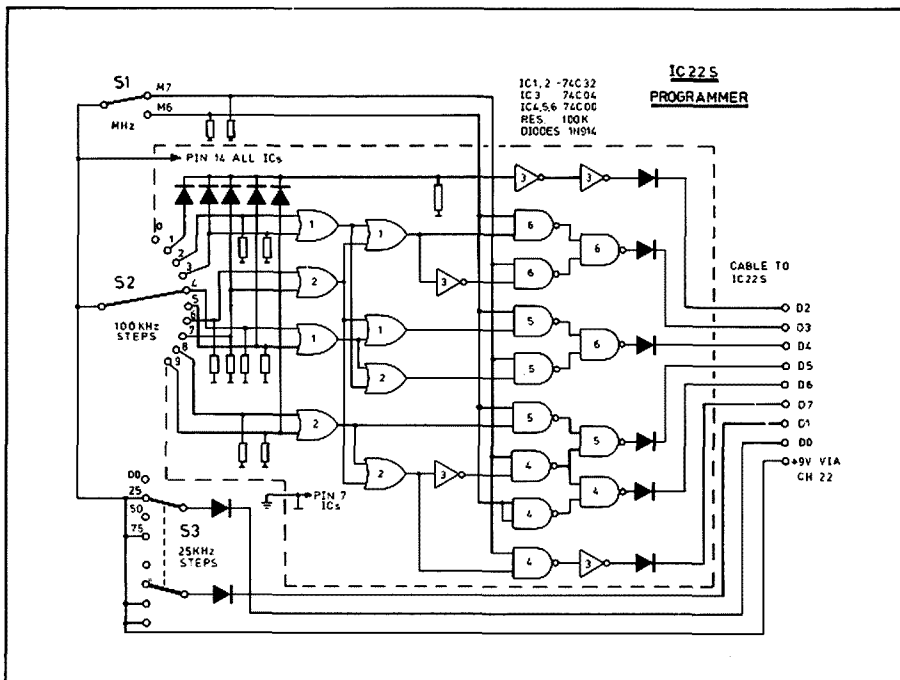 IC22S
PROGRAMMER
IC1,2 -74C32
IC3 74C04
IC4,5,6 74C00
RES. 100K
DIODES 1N914
S1
M7
M6
MHz
PIN 14 ALL ICs
0
1
2
3
4
5
6
7
8
9
S2
100KHz
STEPS
1
2
1
2
1
1
2
2
3
3
3
3
3
6
6
6
5
5
6
5
4
5
4
4
4
CABLE TO
IC22S
D2
D3
D4
D5
D6
D7
D1
D0
+9V VIA
CH 22
PIN 7
ICs
00
25
50
75
S3
25KHz
STEPS